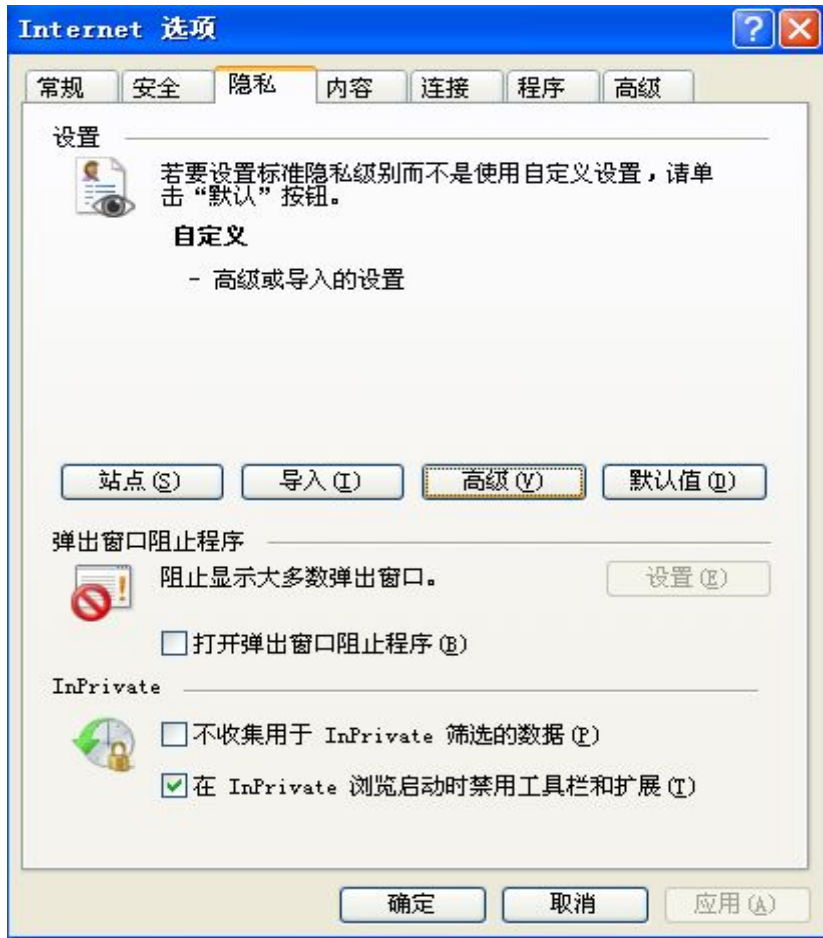 Internet 选项
常规 安全 隐私 内容 连接 程序 高级
设置
若要设置标准隐私级别而不是使用自定义设置，请单
击“默认”按钮。
自定义
- 高级或导入的设置
站点(S) 导入(I) 高级(V) 默认值(D)
弹出窗口阻止程序
阻止显示大多数弹出窗口。 设置(E)
打开弹出窗口阻止程序(B)
InPrivate
不收集用于 InPrivate 筛选的数据(P)
在 InPrivate 浏览启动时禁用工具栏和扩展(T)
确定 取消 应用(A)